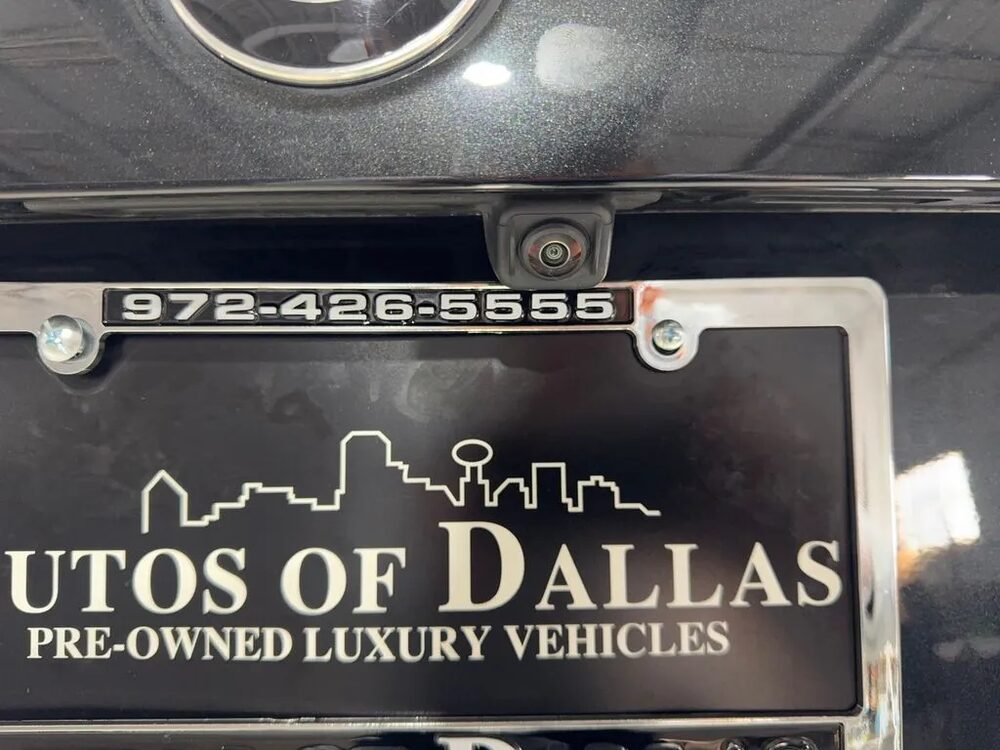 972-426-5555
UTOS OF DALLAS
PRE-OWNED LUXURY VEHICLES